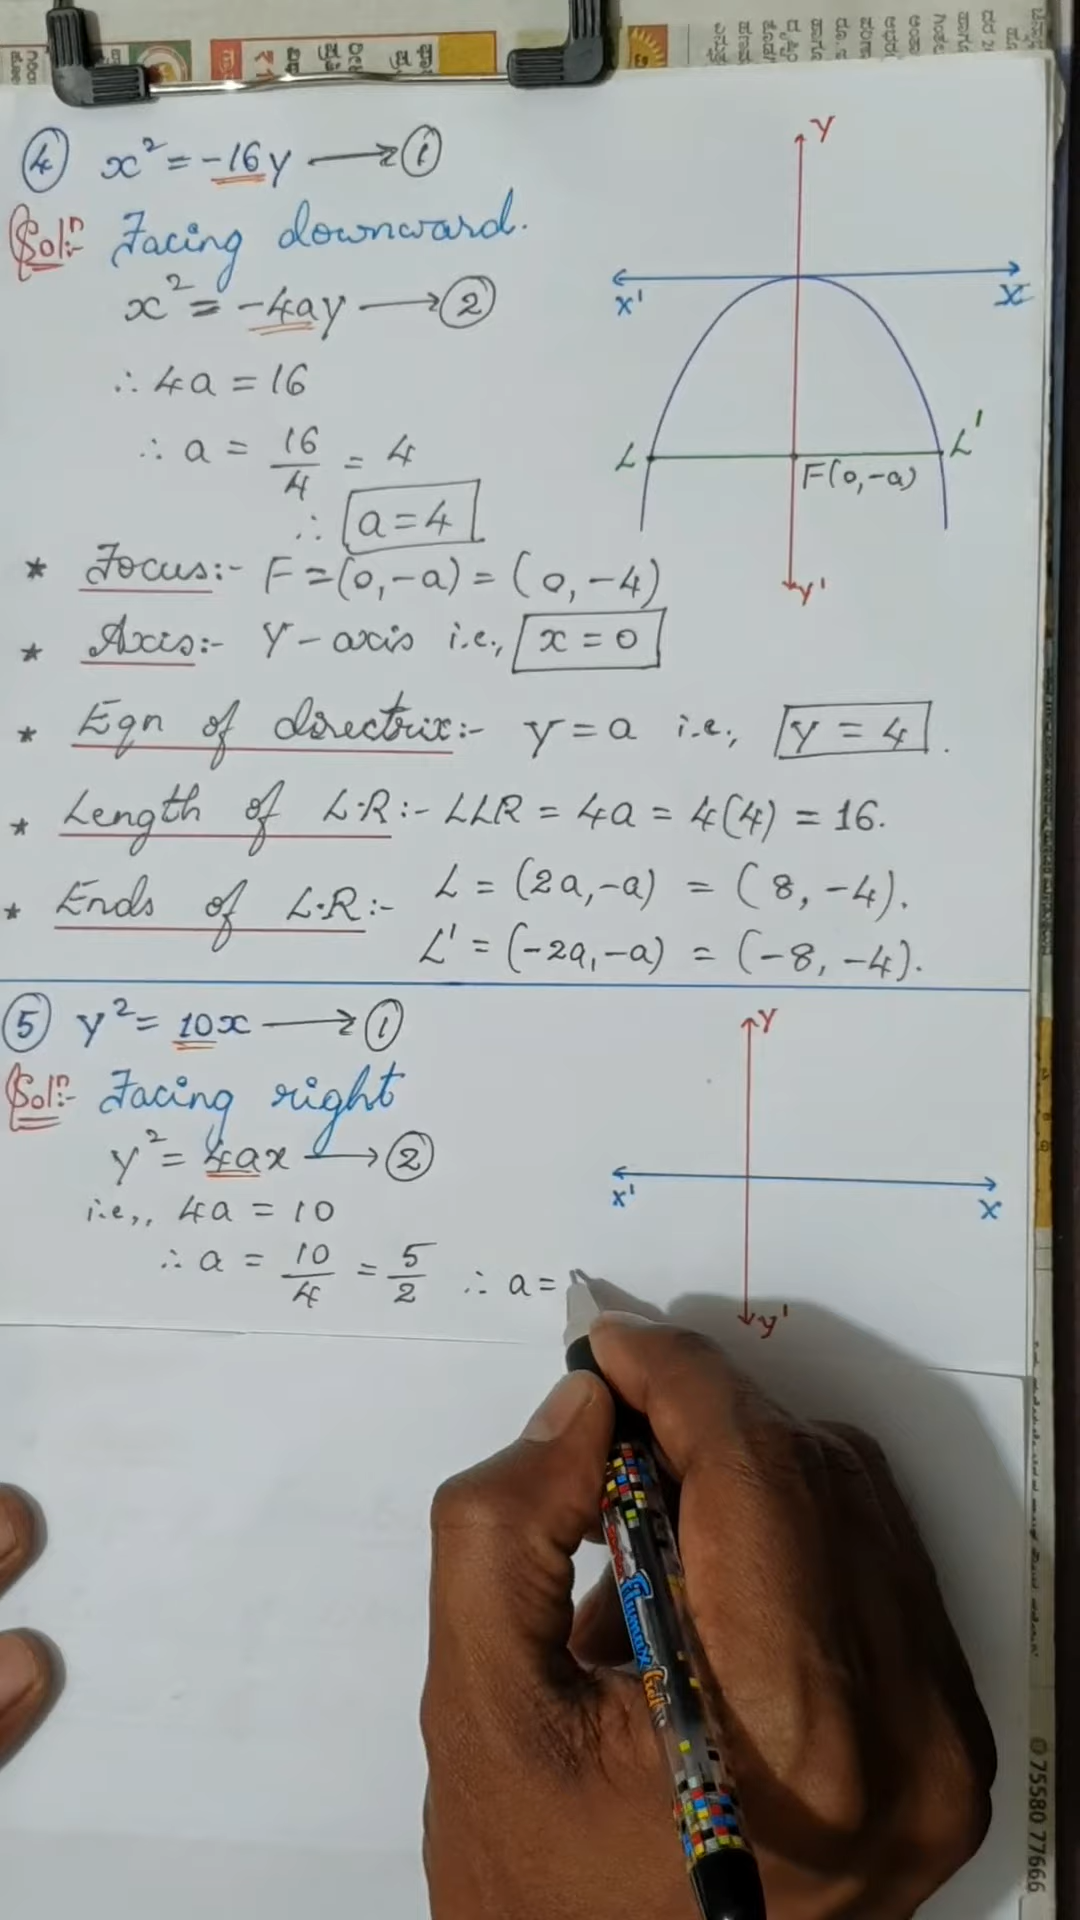 ④ x² = -16y ⟶ ①
Solⁿ:- Facing downward.
x² = -4ay ⟶ ②
∴ 4a = 16
∴ a = 16/4 = 4
∴ a = 4
* Focus:- F = (0, -a) = (0, -4)
* Axis:- Y-axis i.e., x = 0
* Eqn of directrix:- y = a i.e., y = 4.
* Length of L.R:- LLR = 4a = 4(4) = 16.
* Ends of L.R:- L = (2a, -a) = (8, -4).
L' = (-2a, -a) = (-8, -4).
Y
X'
X
L
L'
F(0, -a)
Y'
⑤ y² = 10x ⟶ ①
Solⁿ:- Facing right
y² = 4ax ⟶ ②
i.e., 4a = 10
∴ a = 10/4 = 5/2 ∴ a =
Y
X'
X
Y'
75580 77666